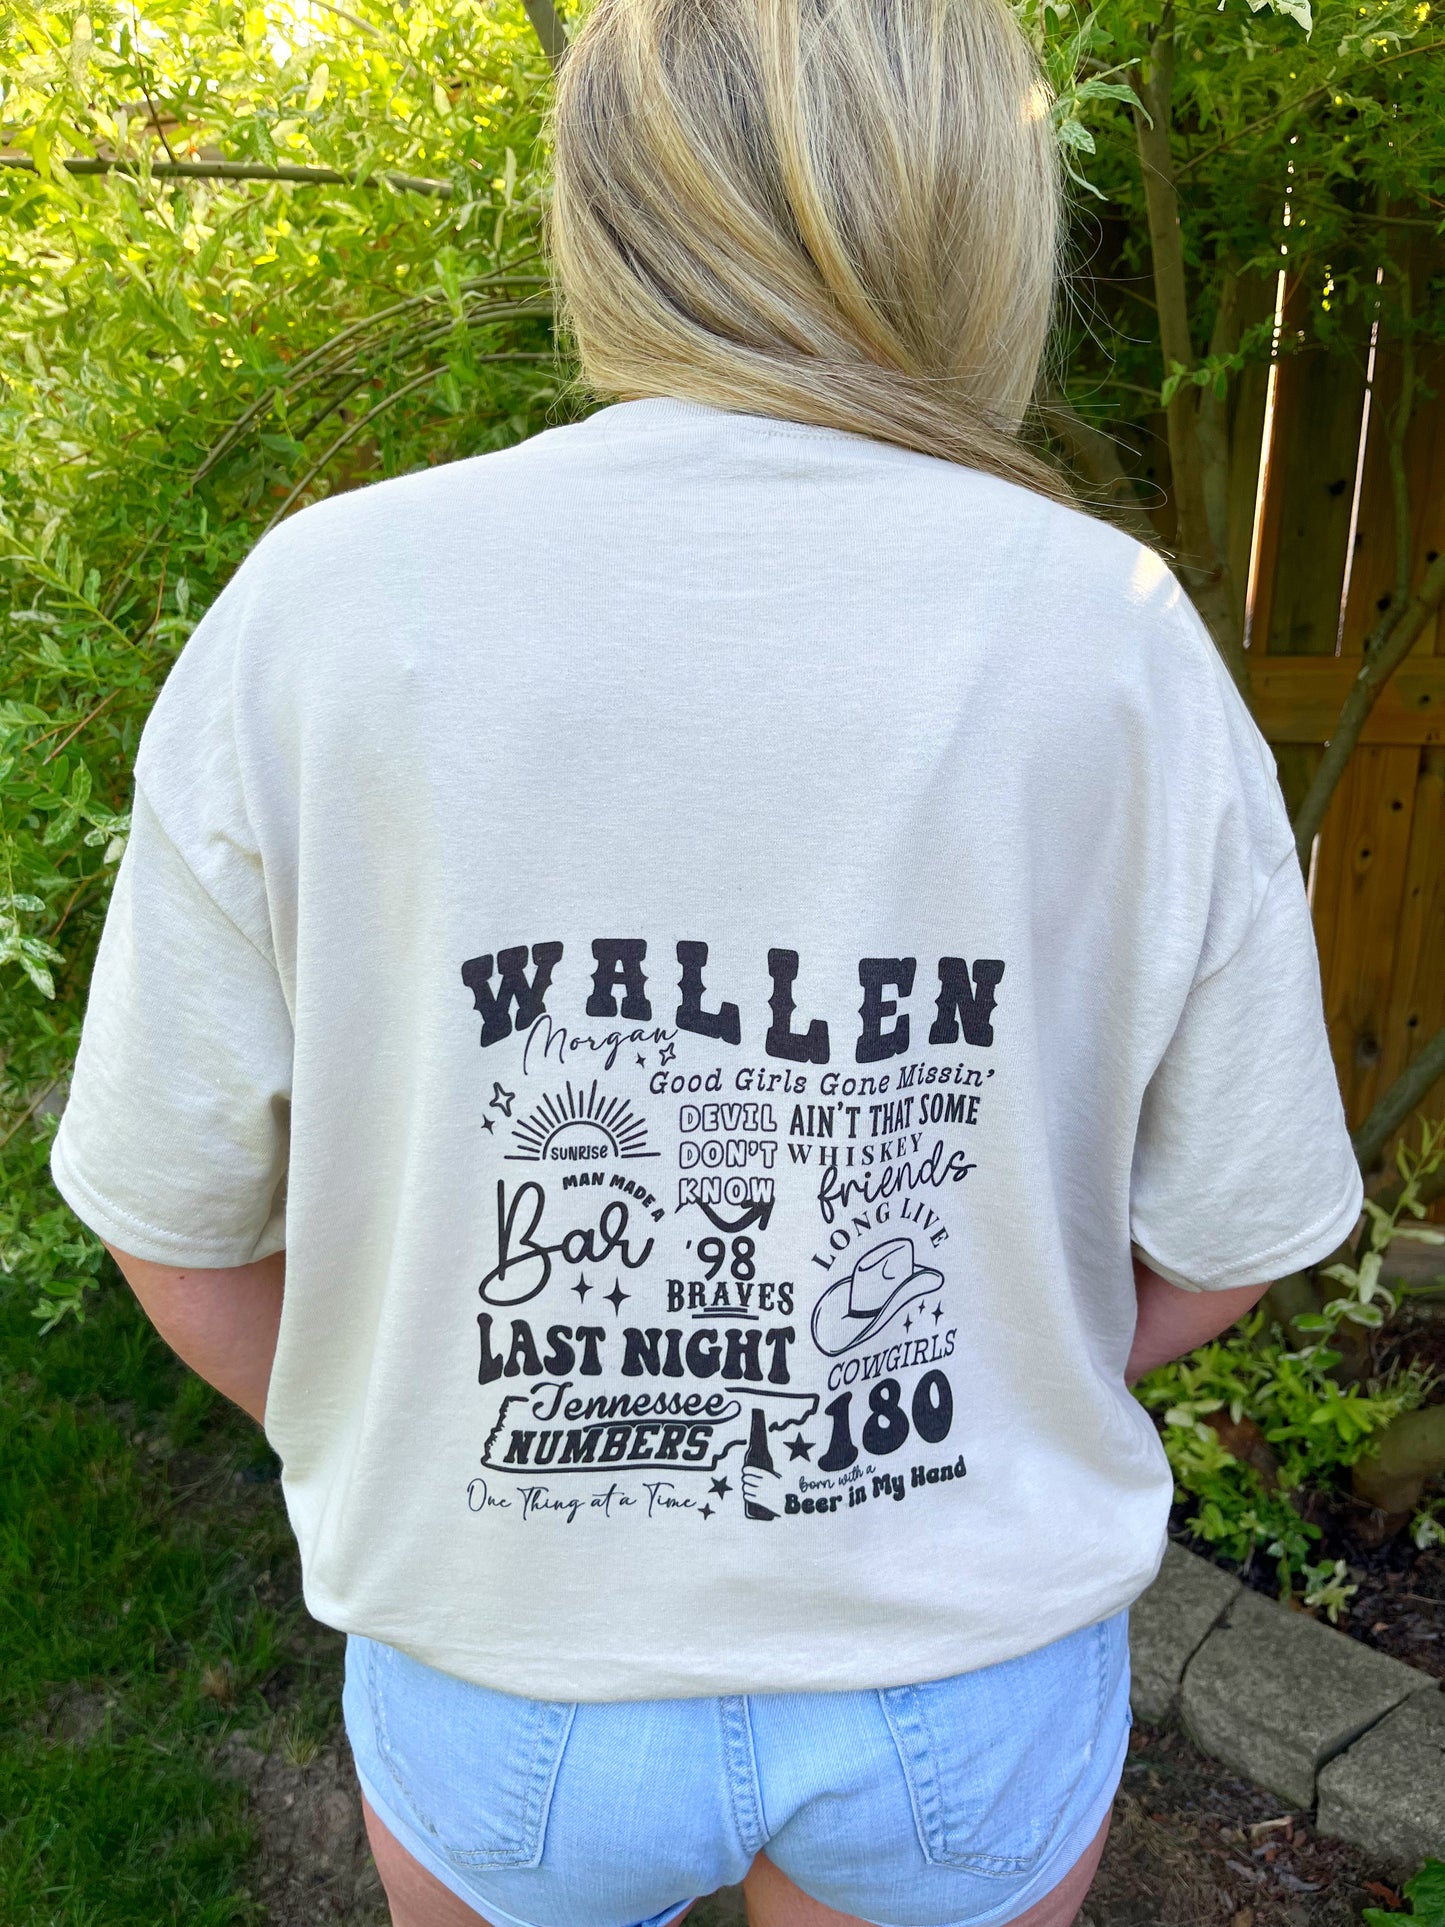 WALLEN
Morgan
Good Girls Gone Missin'
SUNRISE
DEVIL
DON'T
KNOW
AIN'T THAT SOME
WHISKEY
friends
MAN MADE A
Bar
'98
BRAVES
LONG LIVE
COWGIRLS
LAST NIGHT
Tennessee
NUMBERS
180
One Thing at a Time
born with a
Beer in My Hand